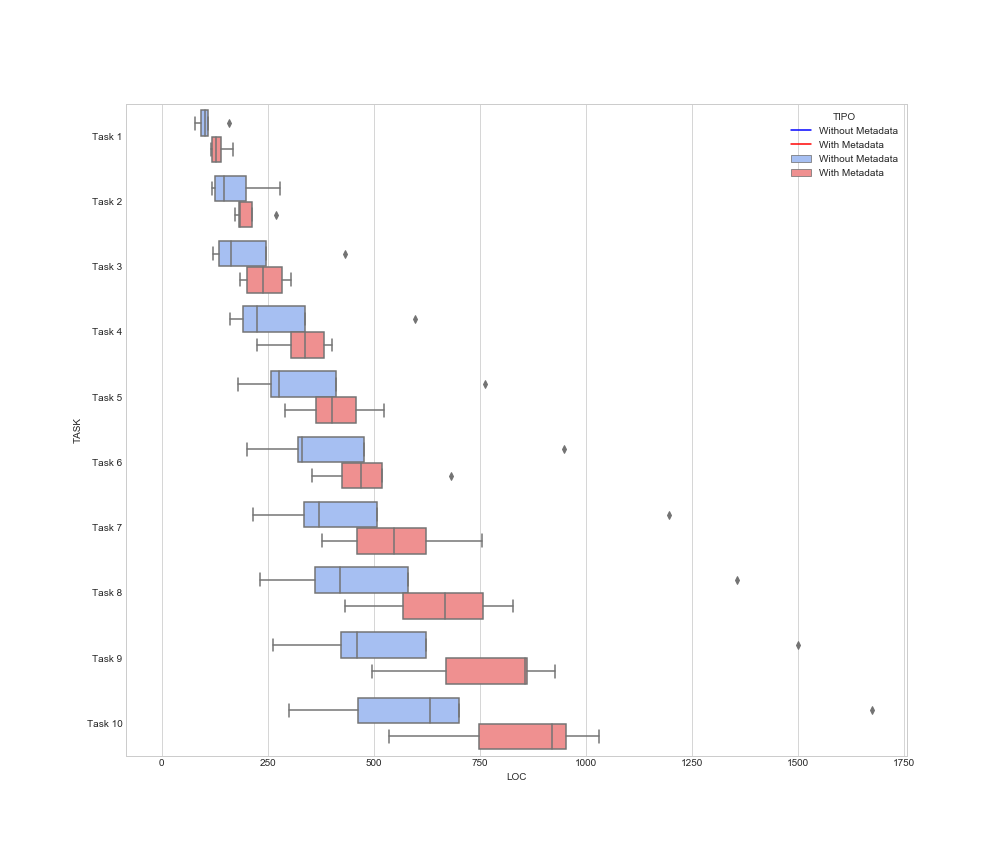 TIPO
Without Metadata
With Metadata
Without Metadata
With Metadata
Task 1
Task 2
Task 3
Task 4
Task 5
Task 6
Task 7
Task 8
Task 9
Task 10
TASK
0 250 500 750 1000 1250 1500 1750
LOC